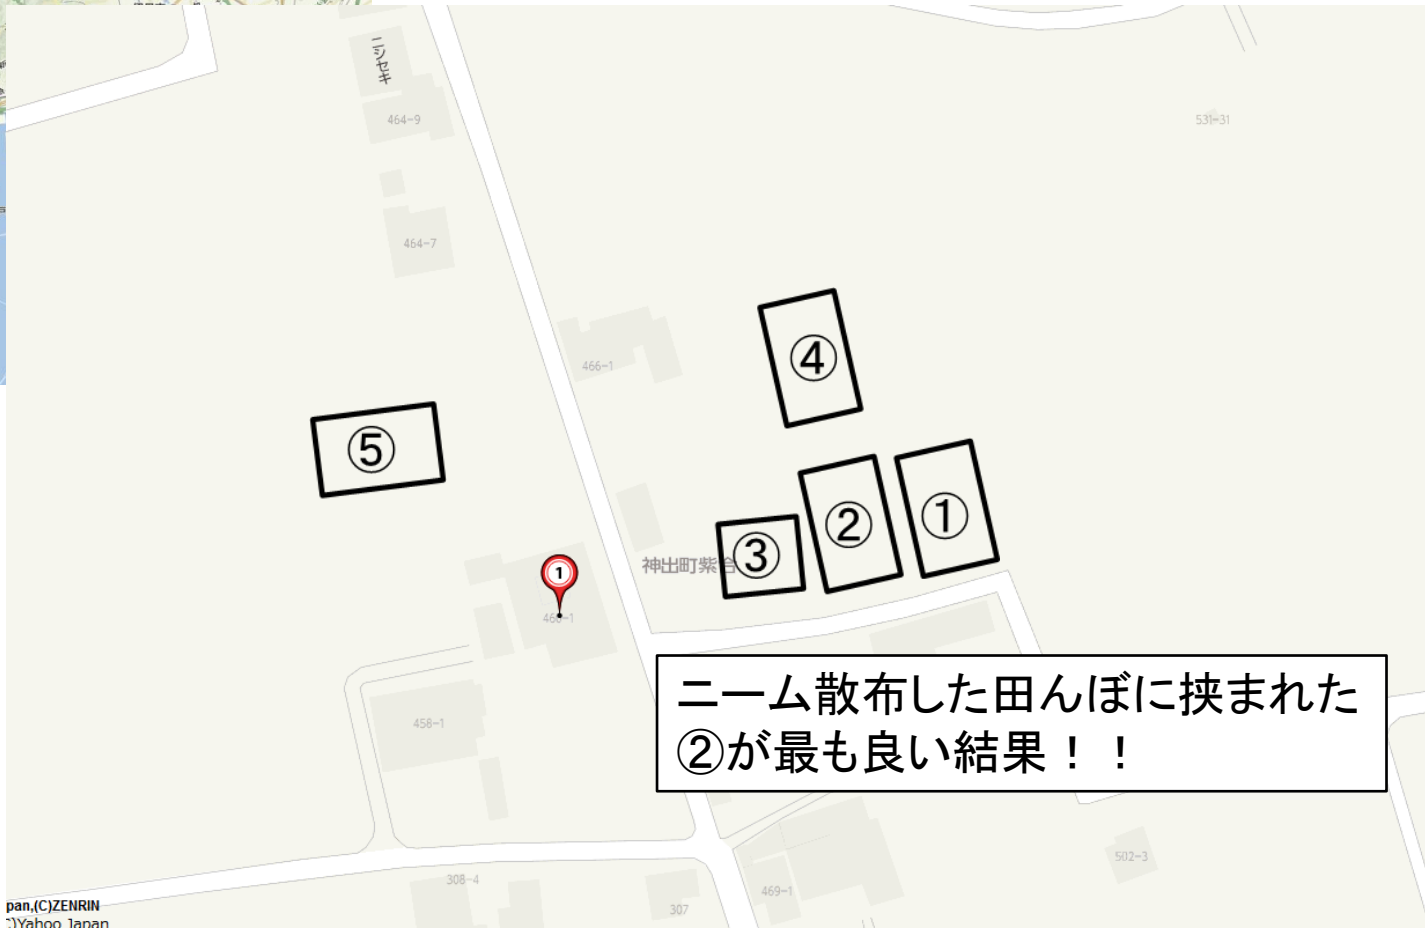 ニシセキ
464-9
531-31
464-7
466-1
④
⑤
①
②
③
神出町紫合
1
460-1
ニーム散布した田んぼに挟まれた
②が最も良い結果！！
458-1
502-3
308-4
469-1
307
pan,(C)ZENRIN
C)Yahoo Japan